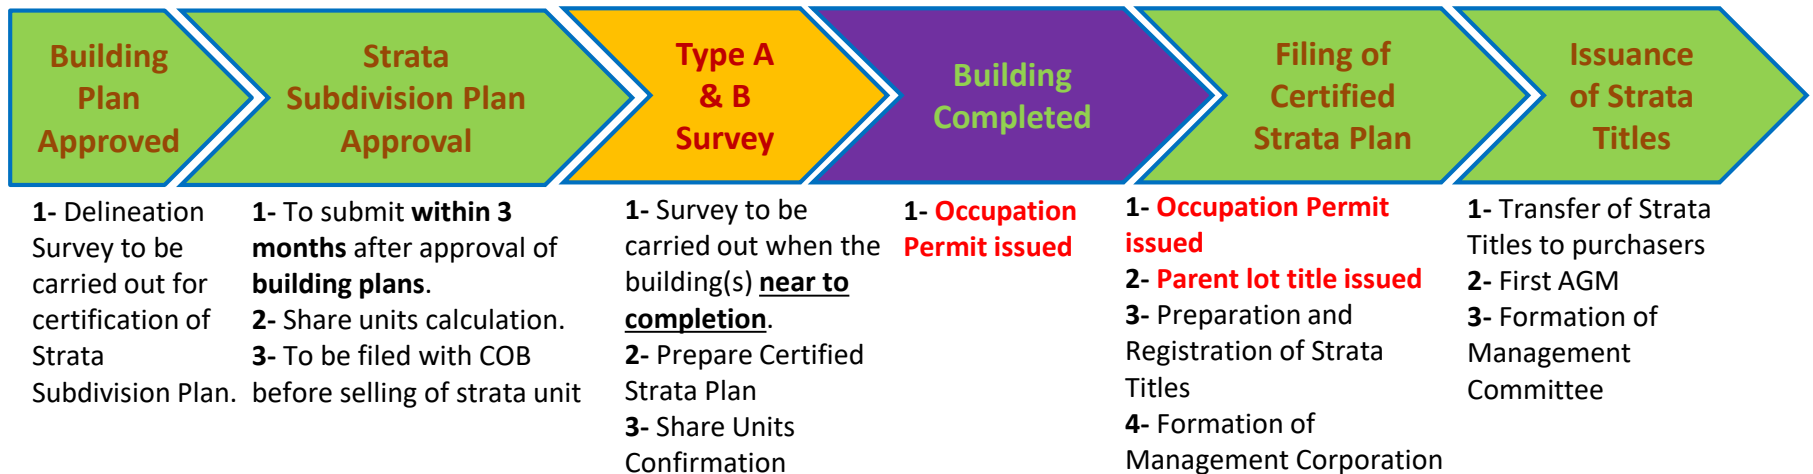 Building
Plan
Approved
Strata
Subdivision Plan
Approval
Type A
& B
Survey
Building
Completed
Filing of
Certified
Strata Plan
Issuance
of Strata
Titles
1- Delineation
Survey to be
carried out for
certification of
Strata
Subdivision Plan.
1- To submit within 3
months after approval of
building plans.
2- Share units calculation.
3- To be filed with COB
before selling of strata unit
1- Survey to be
carried out when the
building(s) near to
completion.
2- Prepare Certified
Strata Plan
3- Share Units
Confirmation
1- Occupation
Permit issued
1- Occupation Permit
issued
2- Parent lot title issued
3- Preparation and
Registration of Strata
Titles
4- Formation of
Management Corporation
1- Transfer of Strata
Titles to purchasers
2- First AGM
3- Formation of
Management
Committee